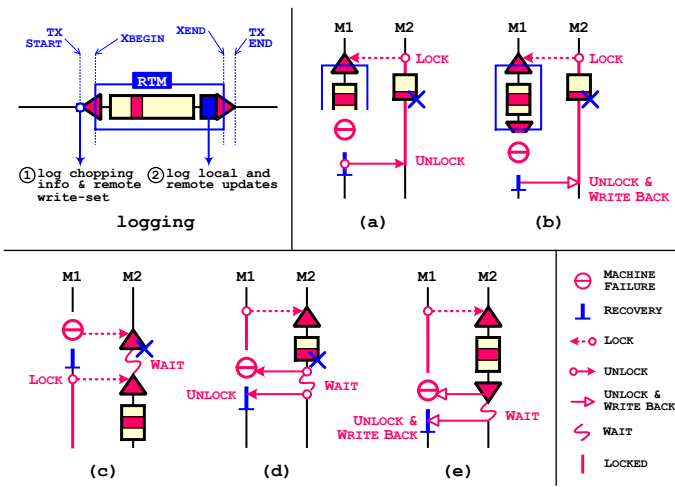 TX START
XBEGIN
XEND
TX END
RTM
1 log chopping info & remote write-set
2 log local and remote updates
logging
M1 M2
LOCK
UNLOCK
(a)
M1 M2
LOCK
UNLOCK & WRITE BACK
(b)
M1 M2
WAIT
LOCK
(c)
M1 M2
WAIT
UNLOCK
(d)
M1 M2
WAIT
UNLOCK & WRITE BACK
(e)
MACHINE FAILURE
RECOVERY
LOCK
UNLOCK
UNLOCK & WRITE BACK
WAIT
LOCKED